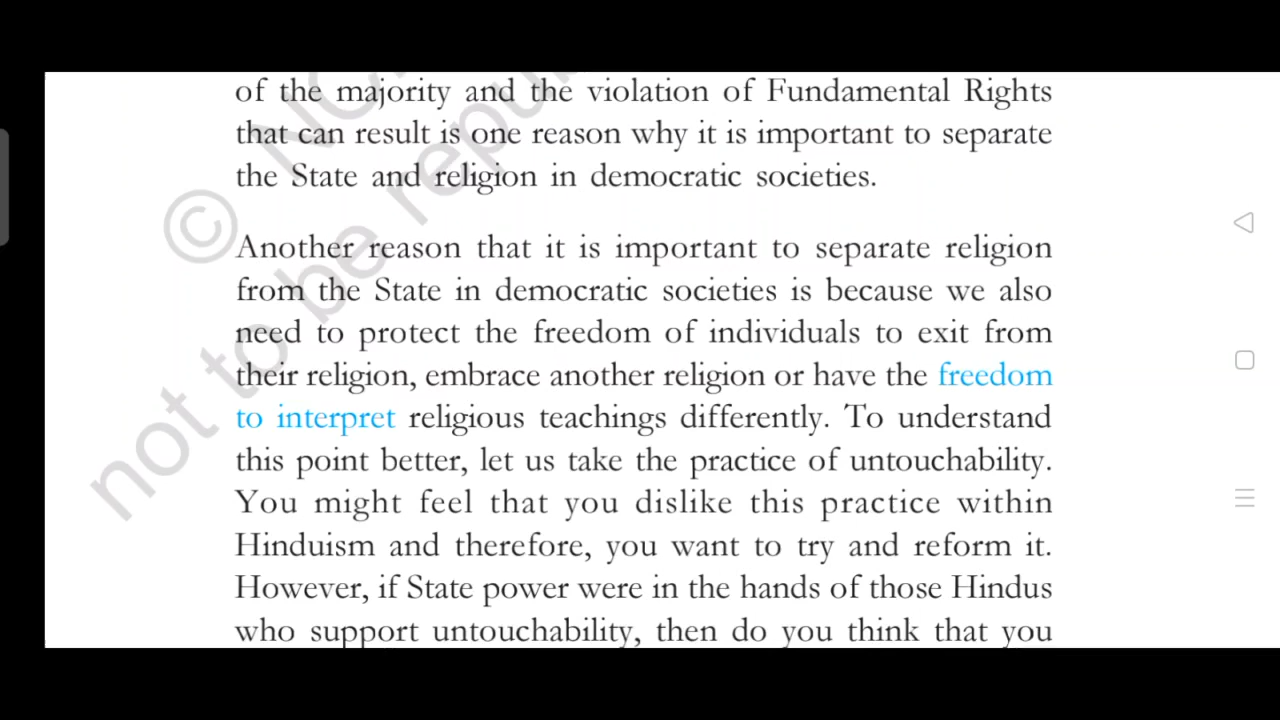 of the majority and the violation of Fundamental Rights
that can result is one reason why it is important to separate
the State and religion in democratic societies.
Another reason that it is important to separate religion
from the State in democratic societies is because we also
need to protect the freedom of individuals to exit from
their religion, embrace another religion or have the freedom
to interpret religious teachings differently. To understand
this point better, let us take the practice of untouchability.
You might feel that you dislike this practice within
Hinduism and therefore, you want to try and reform it.
However, if State power were in the hands of those Hindus
who support untouchability, then do you think that you
© NC
not to be repu